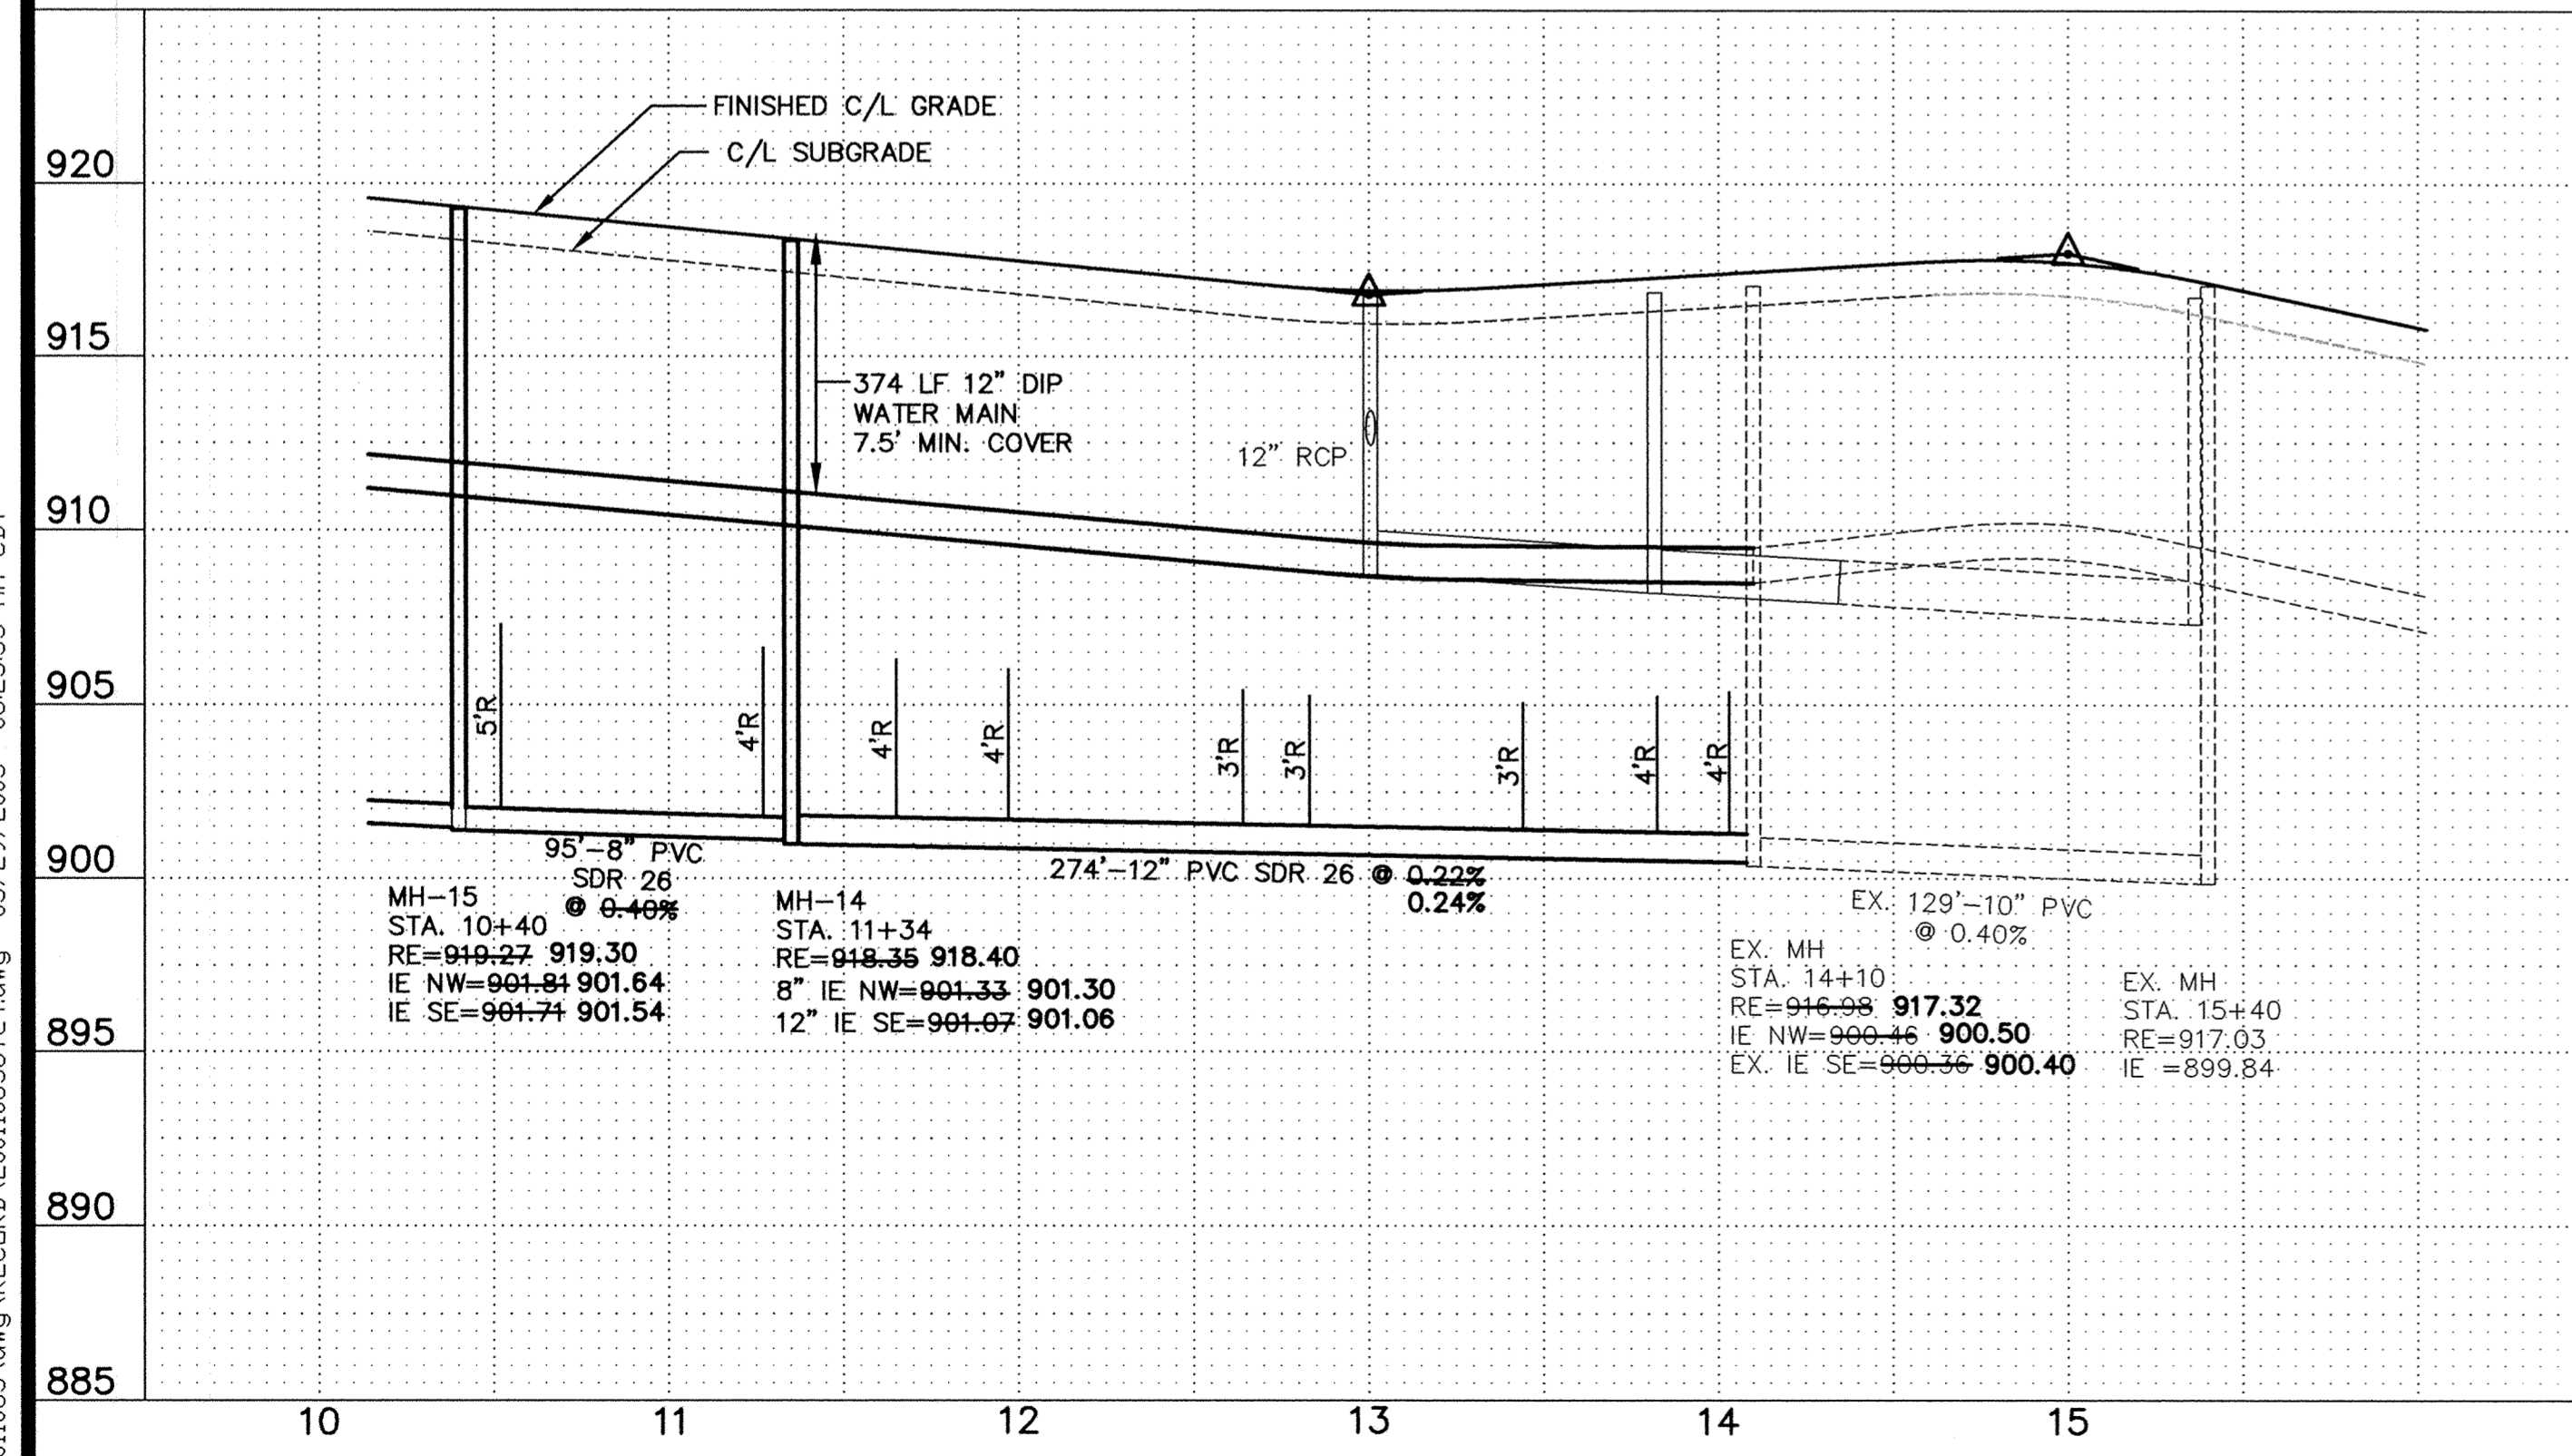 FINISHED C/L GRADE
C/L SUBGRADE
920
915
374 LF 12" DIP
WATER MAIN
7.5' MIN. COVER
12" RCP
910
905
5'R
4'R
4'R
4'R
3'R
3'R
3'R
4'R
4'R
900
95'-8" PVC
SDR 26
@ 0.40%
274'-12" PVC SDR 26 @ 0.22%
0.24%
MH-15
STA. 10+40
RE=919.27 919.30
IE NW=901.81 901.64
IE SE=901.71 901.54
MH-14
STA. 11+34
RE=918.35 918.40
8" IE NW=901.33 901.30
12" IE SE=901.07 901.06
EX. 129'-10" PVC
@ 0.40%
EX. MH
STA. 14+10
RE=916.98 917.32
IE NW=900.46 900.50
EX. IE SE=900.36 900.40
EX. MH
STA. 15+40
RE=917.03
IE =899.84
895
890
885
10 11 12 13 14 15